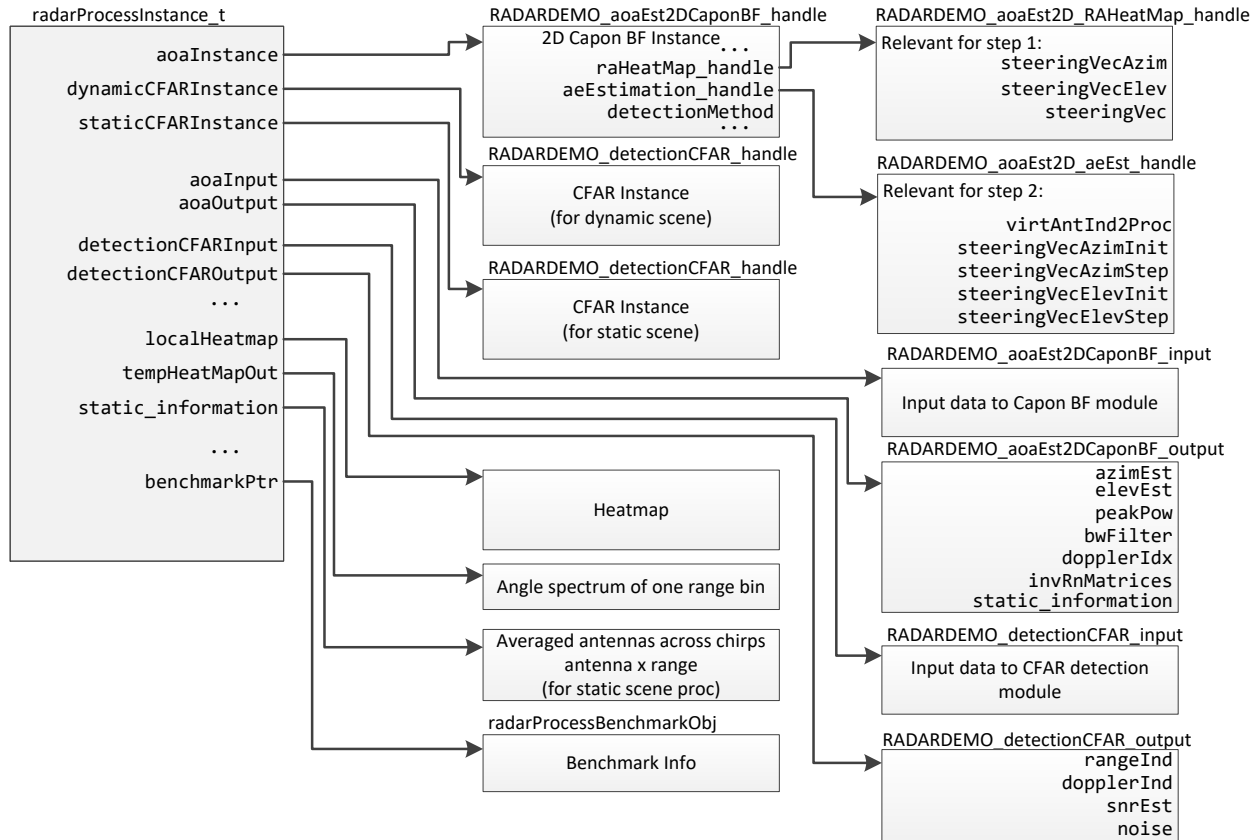 radarProcessInstance_t
aoaInstance
dynamicCFARInstance
staticCFARInstance
aoaInput
aoaOutput
detectionCFARInput
detectionCFAROutput
...
localHeatmap
tempHeatMapOut
static_information
...
benchmarkPtr
RADARDEMO_aoaEst2DCaponBF_handle
2D Capon BF Instance
...
raHeatMap_handle
aeEstimation_handle
detectionMethod
...
RADARDEMO_detectionCFAR_handle
CFAR Instance
(for dynamic scene)
RADARDEMO_detectionCFAR_handle
CFAR Instance
(for static scene)
Heatmap
Angle spectrum of one range bin
Averaged antennas across chirps
antenna x range
(for static scene proc)
radarProcessBenchmarkObj
Benchmark Info
RADARDEMO_aoaEst2D_RAHeatMap_handle
Relevant for step 1:
steeringVecAzim
steeringVecElev
steeringVec
RADARDEMO_aoaEst2D_aeEst_handle
Relevant for step 2:
virtAntInd2Proc
steeringVecAzimInit
steeringVecAzimStep
steeringVecElevInit
steeringVecElevStep
RADARDEMO_aoaEst2DCaponBF_input
Input data to Capon BF module
RADARDEMO_aoaEst2DCaponBF_output
azimEst
elevEst
peakPow
bwFilter
dopplerIdx
invRnMatrices
static_information
RADARDEMO_detectionCFAR_input
Input data to CFAR detection
module
RADARDEMO_detectionCFAR_output
rangeInd
dopplerInd
snrEst
noise